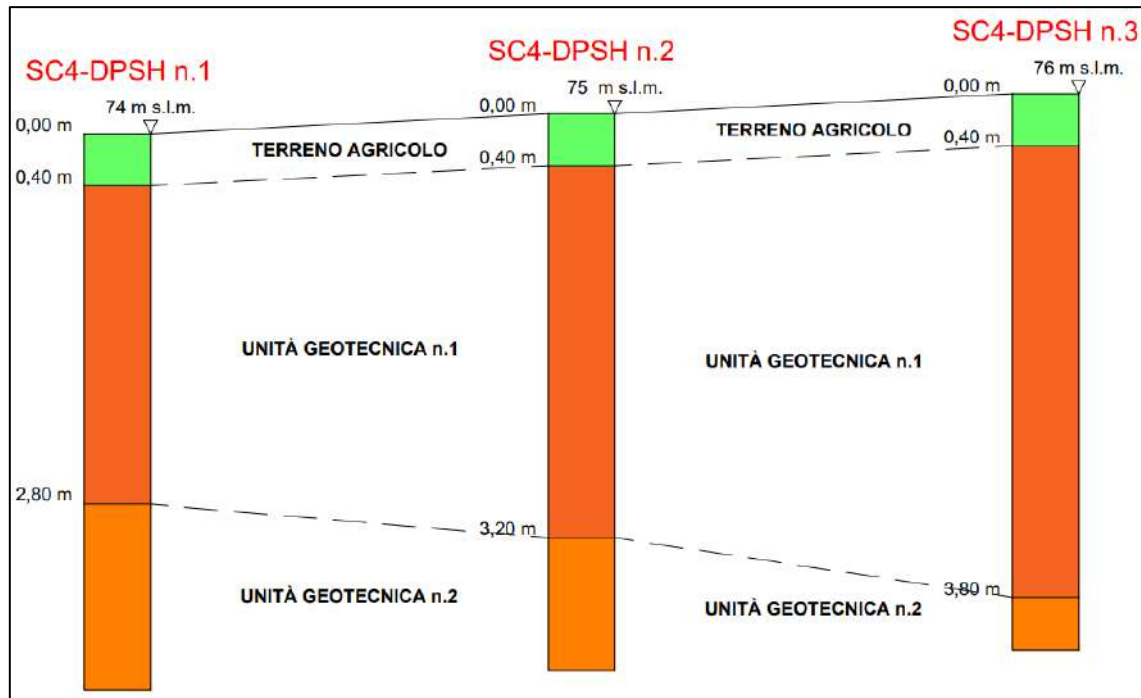 SC4-DPSH n.1
SC4-DPSH n.2
SC4-DPSH n.3
74 m s.l.m.
75 m s.l.m.
76 m s.l.m.
0,00 m
0,00 m
0,00 m
TERRENO AGRICOLO
TERRENO AGRICOLO
0,40 m
0,40 m
0,40 m
UNITÀ GEOTECNICA n.1
UNITÀ GEOTECNICA n.1
2,80 m
3,20 m
3,80 m
UNITÀ GEOTECNICA n.2
UNITÀ GEOTECNICA n.2